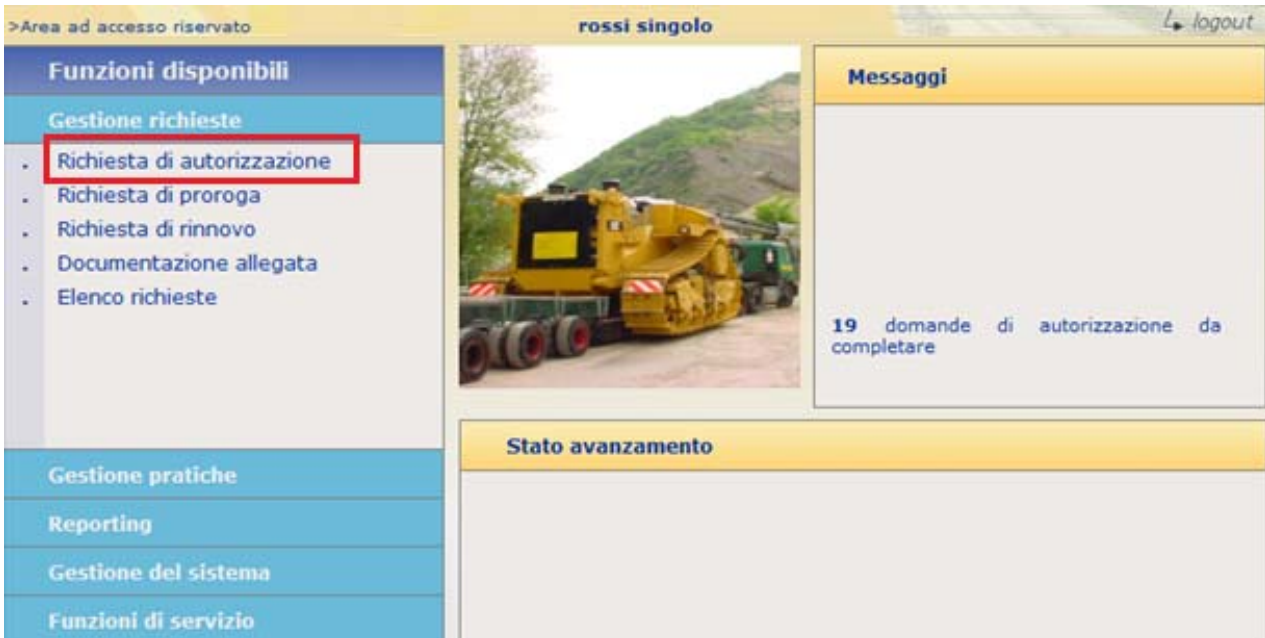 >Area ad accesso riservato
rossi singolo
logout
Funzioni disponibili
Gestione richieste
. Richiesta di autorizzazione
. Richiesta di proroga
. Richiesta di rinnovo
. Documentazione allegata
. Elenco richieste
Gestione pratiche
Reporting
Gestione del sistema
Funzioni di servizio
Messaggi
19 domande di autorizzazione da
completare
Stato avanzamento